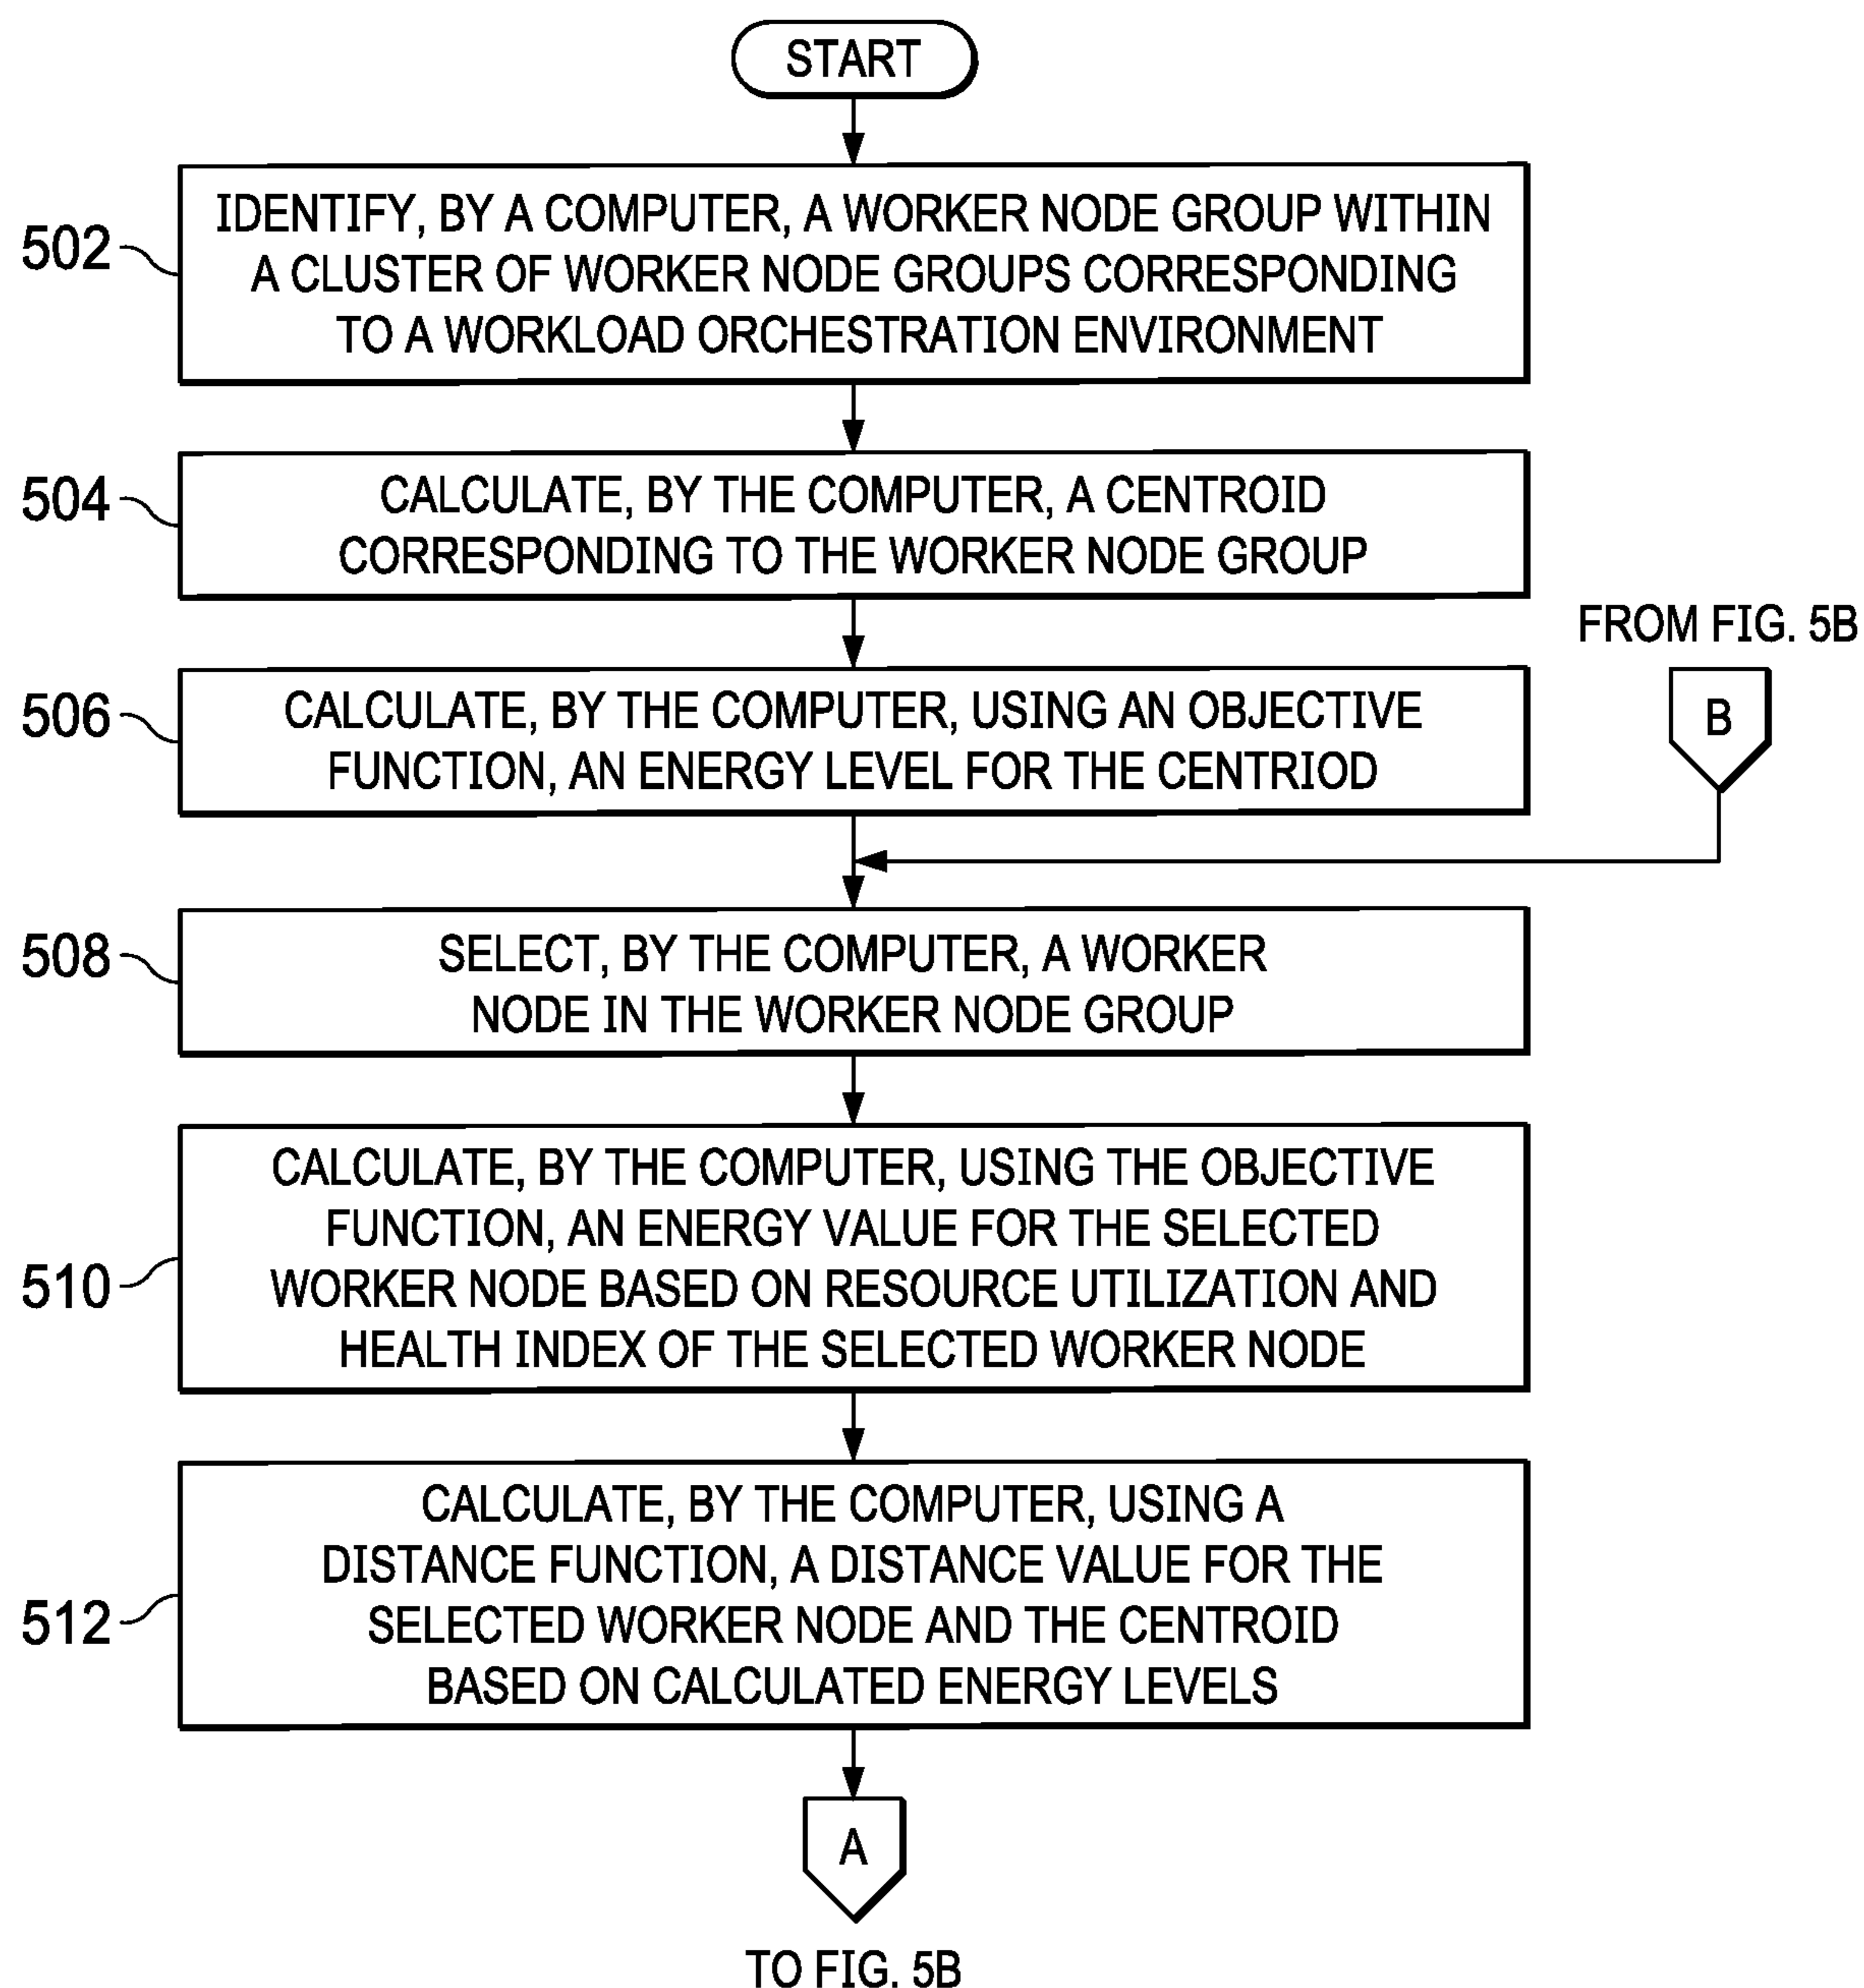 START
502
IDENTIFY, BY A COMPUTER, A WORKER NODE GROUP WITHIN
A CLUSTER OF WORKER NODE GROUPS CORRESPONDING
TO A WORKLOAD ORCHESTRATION ENVIRONMENT
504
CALCULATE, BY THE COMPUTER, A CENTROID
CORRESPONDING TO THE WORKER NODE GROUP
FROM FIG. 5B
B
506
CALCULATE, BY THE COMPUTER, USING AN OBJECTIVE
FUNCTION, AN ENERGY LEVEL FOR THE CENTRIOD
508
SELECT, BY THE COMPUTER, A WORKER
NODE IN THE WORKER NODE GROUP
510
CALCULATE, BY THE COMPUTER, USING THE OBJECTIVE
FUNCTION, AN ENERGY VALUE FOR THE SELECTED
WORKER NODE BASED ON RESOURCE UTILIZATION AND
HEALTH INDEX OF THE SELECTED WORKER NODE
512
CALCULATE, BY THE COMPUTER, USING A
DISTANCE FUNCTION, A DISTANCE VALUE FOR THE
SELECTED WORKER NODE AND THE CENTROID
BASED ON CALCULATED ENERGY LEVELS
A
TO FIG. 5B